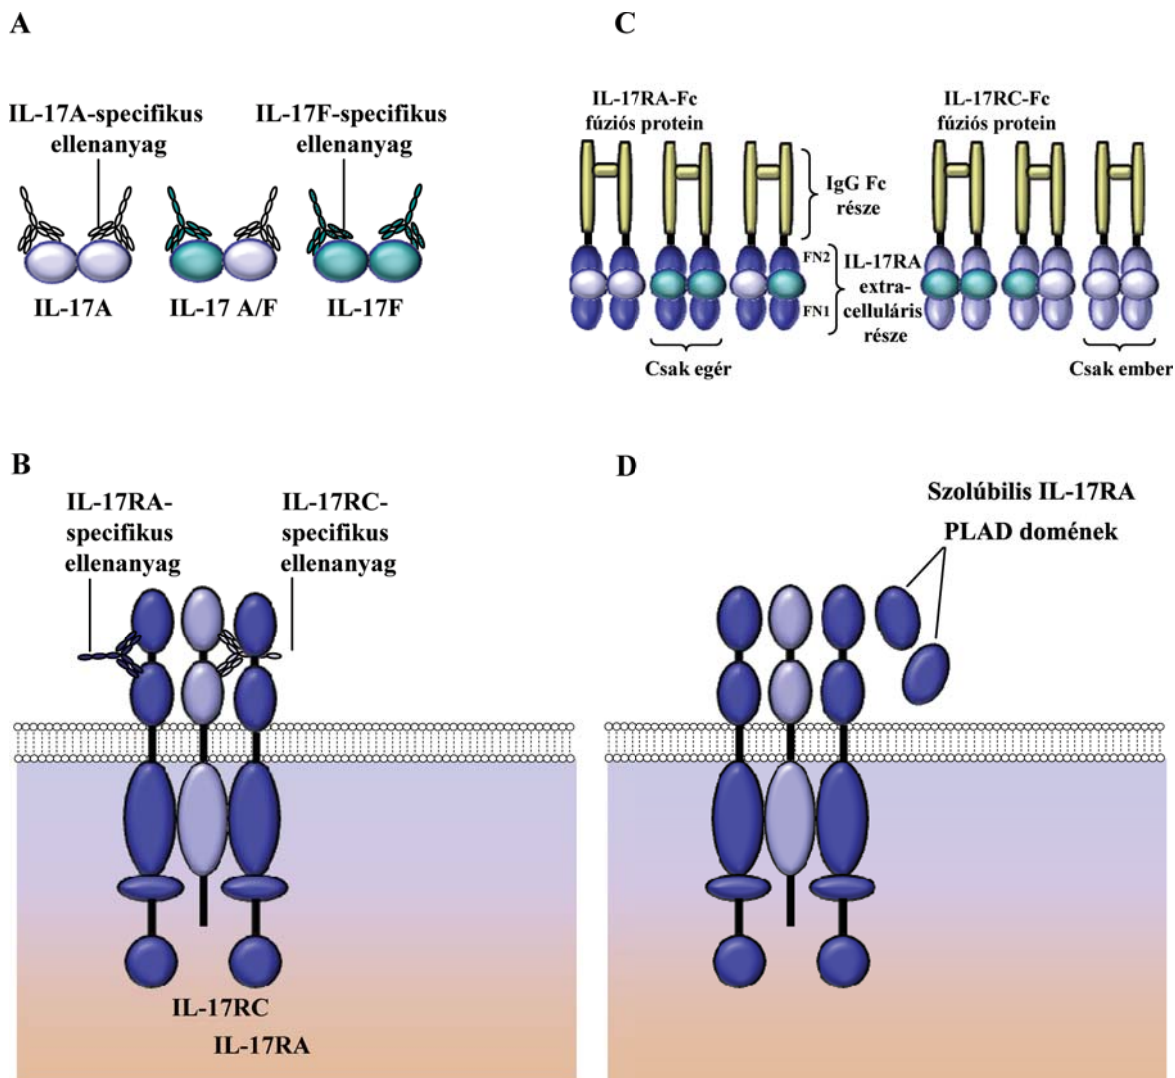 A
IL-17A-specifikus
ellenanyag
IL-17F-specifikus
ellenanyag
IL-17A
IL-17 A/F
IL-17F
C
IL-17RA-Fc
fúziós protein
IL-17RC-Fc
fúziós protein
IgG Fc
része
FN2
FN1
IL-17RA
extra-
celluláris
része
Csak egér
Csak ember
B
IL-17RA-
specifikus
ellenanyag
IL-17RC-
specifikus
ellenanyag
IL-17RC
IL-17RA
D
Szolúbilis IL-17RA
PLAD domének